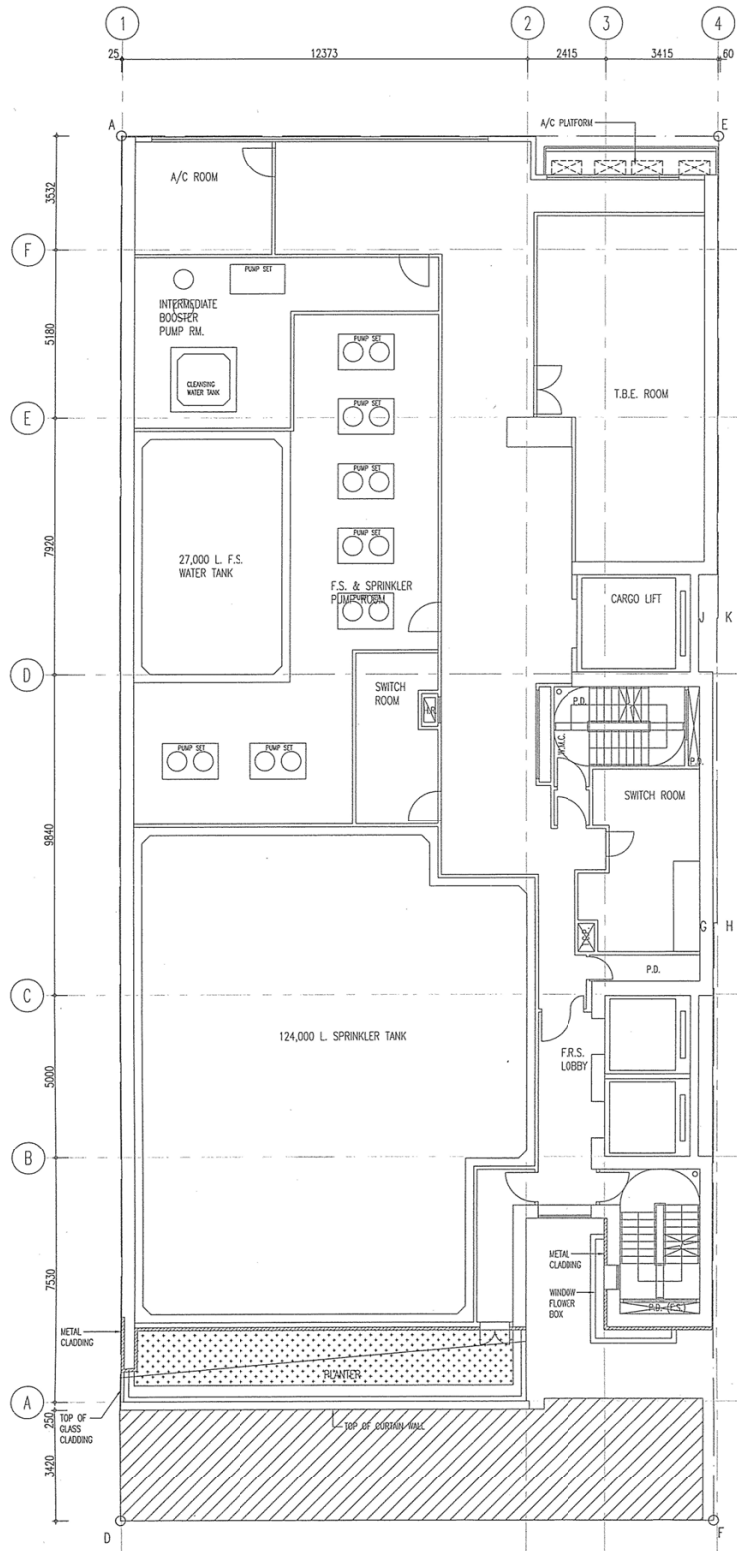 1
2
3
4
25
12373
2415
3415
60
A
E
A/C PLATFORM
A/C ROOM
3532
F
PUMP SET
INTERMEDIATE
BOOSTER
PUMP RM.
5180
PUMP SET
CLEANSING
WATER TANK
T.B.E. ROOM
E
PUMP SET
PUMP SET
7920
PUMP SET
27,000 L. F.S.
WATER TANK
F.S. & SPRINKLER
PUMP ROOM
CARGO LIFT
J
K
D
SWITCH
ROOM
P.D.
W.M.C.
P.D.
PUMP SET
PUMP SET
SWITCH ROOM
9840
G
H
P.D.
C
124,000 L. SPRINKLER TANK
F.R.S.
LOBBY
5000
B
METAL
CLADDING
7530
WINDOW
FLOWER
BOX
P.D. (F.S.)
METAL
CLADDING
PLANTER
A
TOP OF
GLASS
CLADDING
TOP OF CURTAIN WALL
250
3420
D
F